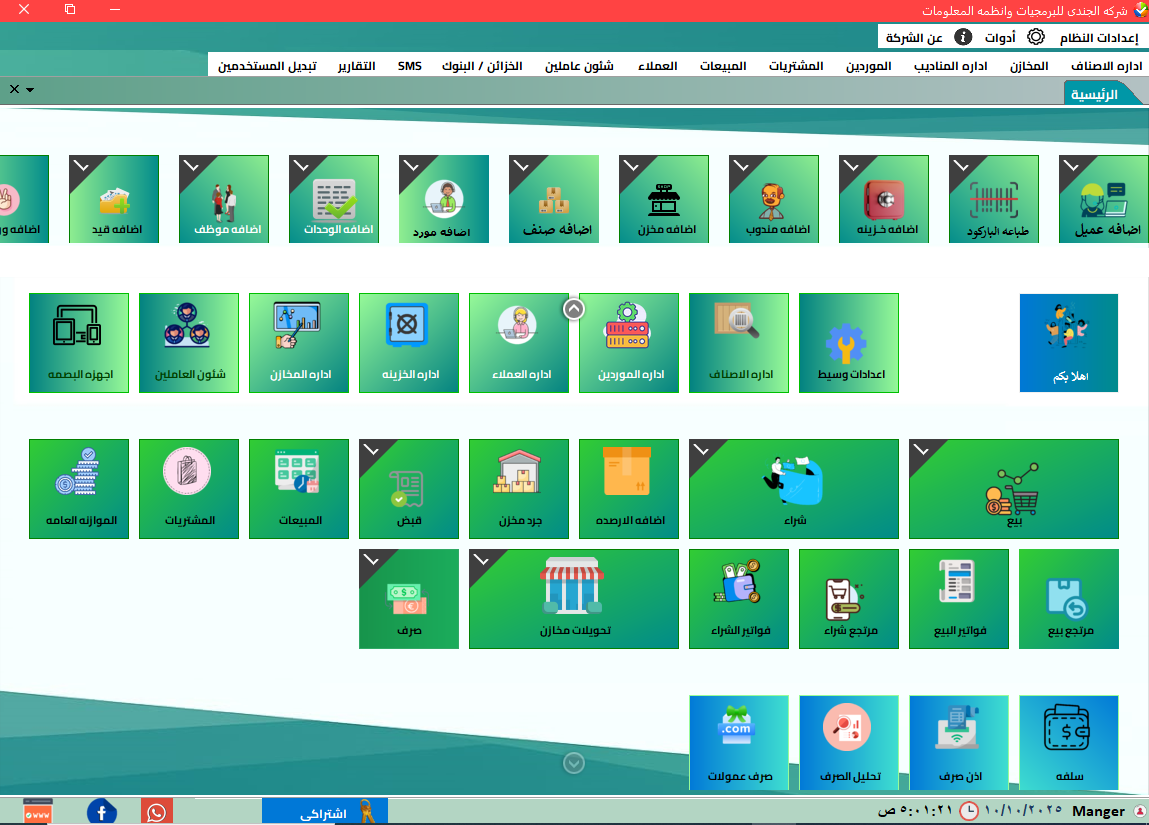 شركه الجندى للبرمجيات وانظمه المعلومات
إعدادات النظام أدوات عن الشركة
اداره الاصناف المخازن اداره المناديب الموردين المشتريات المبيعات العملاء شئون عاملين الخزائن / البنوك SMS التقارير تبديل المستخدمين
الرئيسية
اضافه عميل طباعه الباركود اضافه خزينه اضافه مندوب اضافه مخزن اضافه صنف اضافه مورد اضافه الوحدات اضافه موظف اضافه قيد اضافه ور
اهلا بكم اعدادات وسيط اداره الاصناف اداره الموردين اداره العملاء اداره الخزينه اداره المخازن شئون العاملين اجهزه البصمه
بيع شراء اضافه الارصده جرد مخزن قبض المبيعات المشتريات الموازنه العامه
مرتجع بيع فواتير البيع مرتجع شراء فواتير الشراء تحويلات مخازن صرف
سلفه اذن صرف تحليل الصرف صرف عمولات
Manger ١٠/١٠/٢٠٢٥ ٥:٠١:٢١ ص اشتراكي